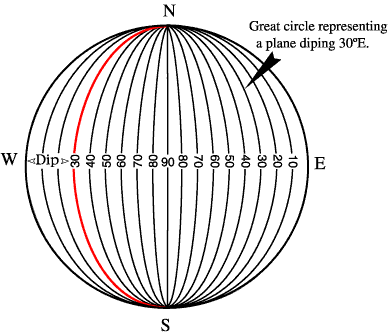 N
Great circle representing
a plane diping 30ºE.
W <Dip> 30 40 50 60 70 80 90 80 70 60 50 40 30 20 10 E
S